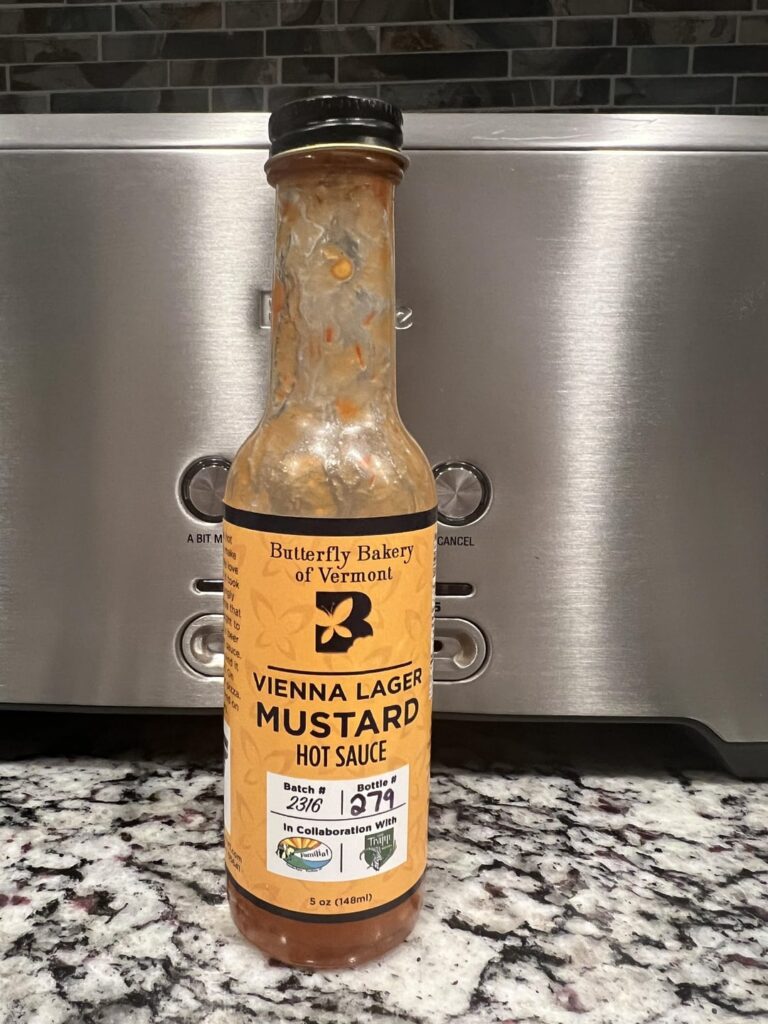 A BIT M
CANCEL
Butterfly Bakery
of Vermont
B
VIENNA LAGER
MUSTARD
HOT SAUCE
Batch #
2316
Bottle #
279
In Collaboration With
5 oz (148ml)